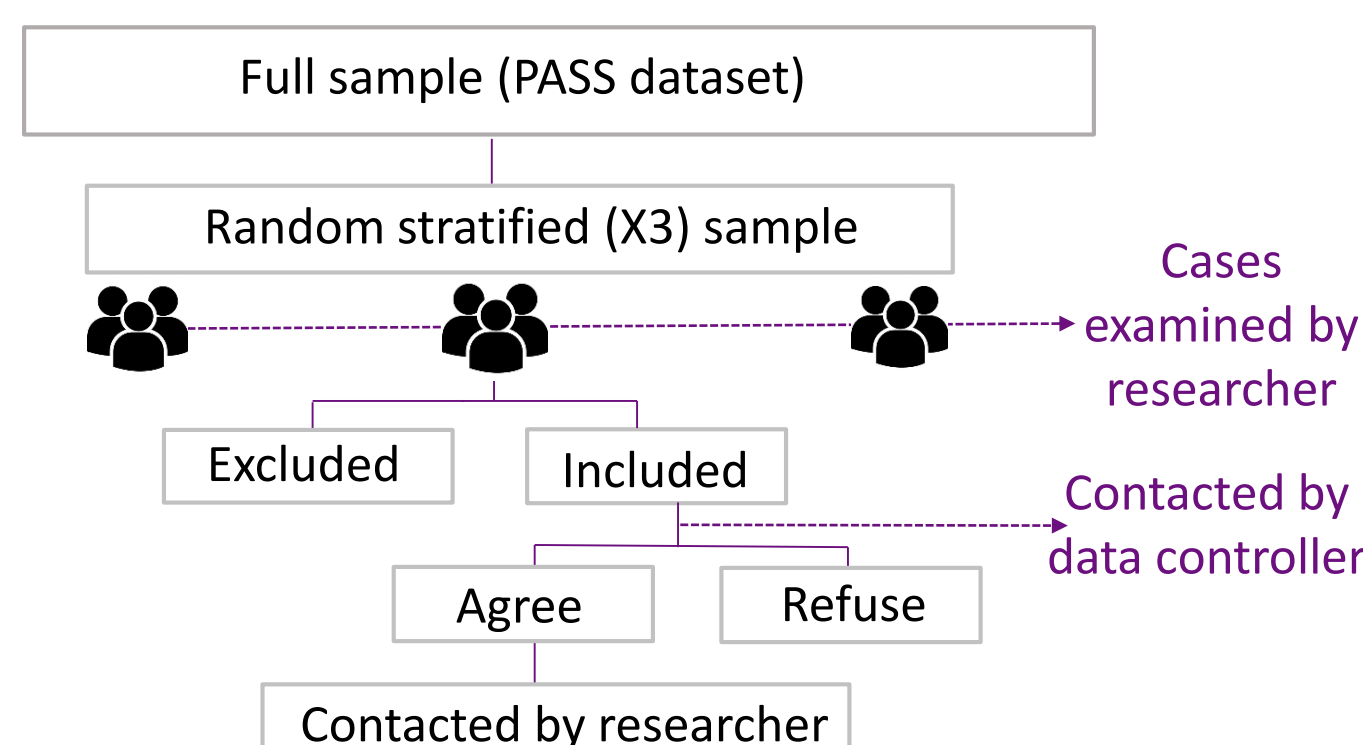 Full sample (PASS dataset)
Random stratified (X3) sample
Cases
examined by
researcher
Excluded
Included
Contacted by
data controller
Agree
Refuse
Contacted by researcher